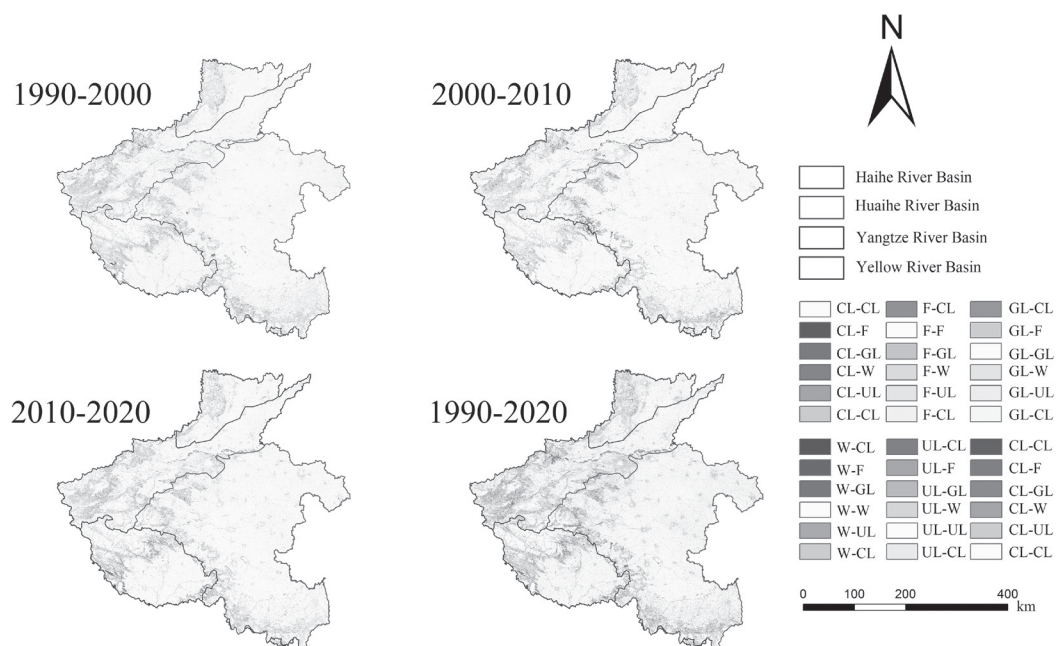 N
1990-2000
2000-2010
2010-2020
1990-2020
Haihe River Basin
Huaihe River Basin
Yangtze River Basin
Yellow River Basin
CL-CL F-CL GL-CL
CL-F F-F GL-F
CL-GL F-GL GL-GL
CL-W F-W GL-W
CL-UL F-UL GL-UL
CL-CL F-CL GL-CL
W-CL UL-CL CL-CL
W-F UL-F CL-F
W-GL UL-GL CL-GL
W-W UL-W CL-W
W-UL UL-UL CL-UL
W-CL UL-CL CL-CL
0 100 200 400
km